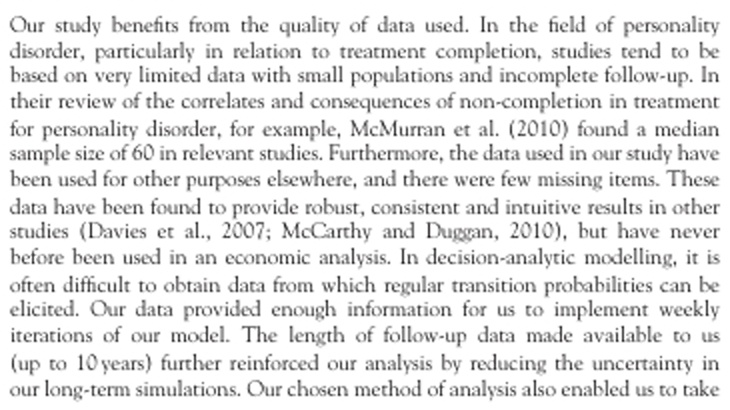 Our study benefits from the quality of data used. In the field of personality
disorder, particularly in relation to treatment completion, studies tend to be
based on very limited data with small populations and incomplete follow-up. In
their review of the correlates and consequences of non-completion in treatment
for personality disorder, for example, McMurran et al. (2010) found a median
sample size of 60 in relevant studies. Furthermore, the data used in our study have
been used for other purposes elsewhere, and there were few missing items. These
data have been found to provide robust, consistent and intuitive results in other
studies (Davies et al., 2007; McCarthy and Duggan, 2010), but have never
before been used in an economic analysis. In decision-analytic modelling, it is
often difficult to obtain data from which regular transition probabilities can be
elicited. Our data provided enough information for us to implement weekly
iterations of our model. The length of follow-up data made available to us
(up to 10 years) further reinforced our analysis by reducing the uncertainty in
our long-term simulations. Our chosen method of analysis also enabled us to take